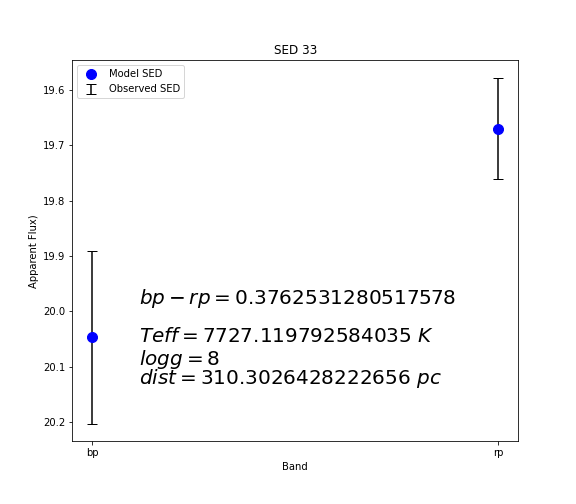 SED 33
Model SED
Observed SED
19.6
19.7
19.8
19.9
20.0
20.1
20.2
Apparent Flux)
bp − rp = 0.3762531280517578
Teff = 7727.119792584035 K
logg = 8
dist = 310.3026428222656 pc
bp
rp
Band